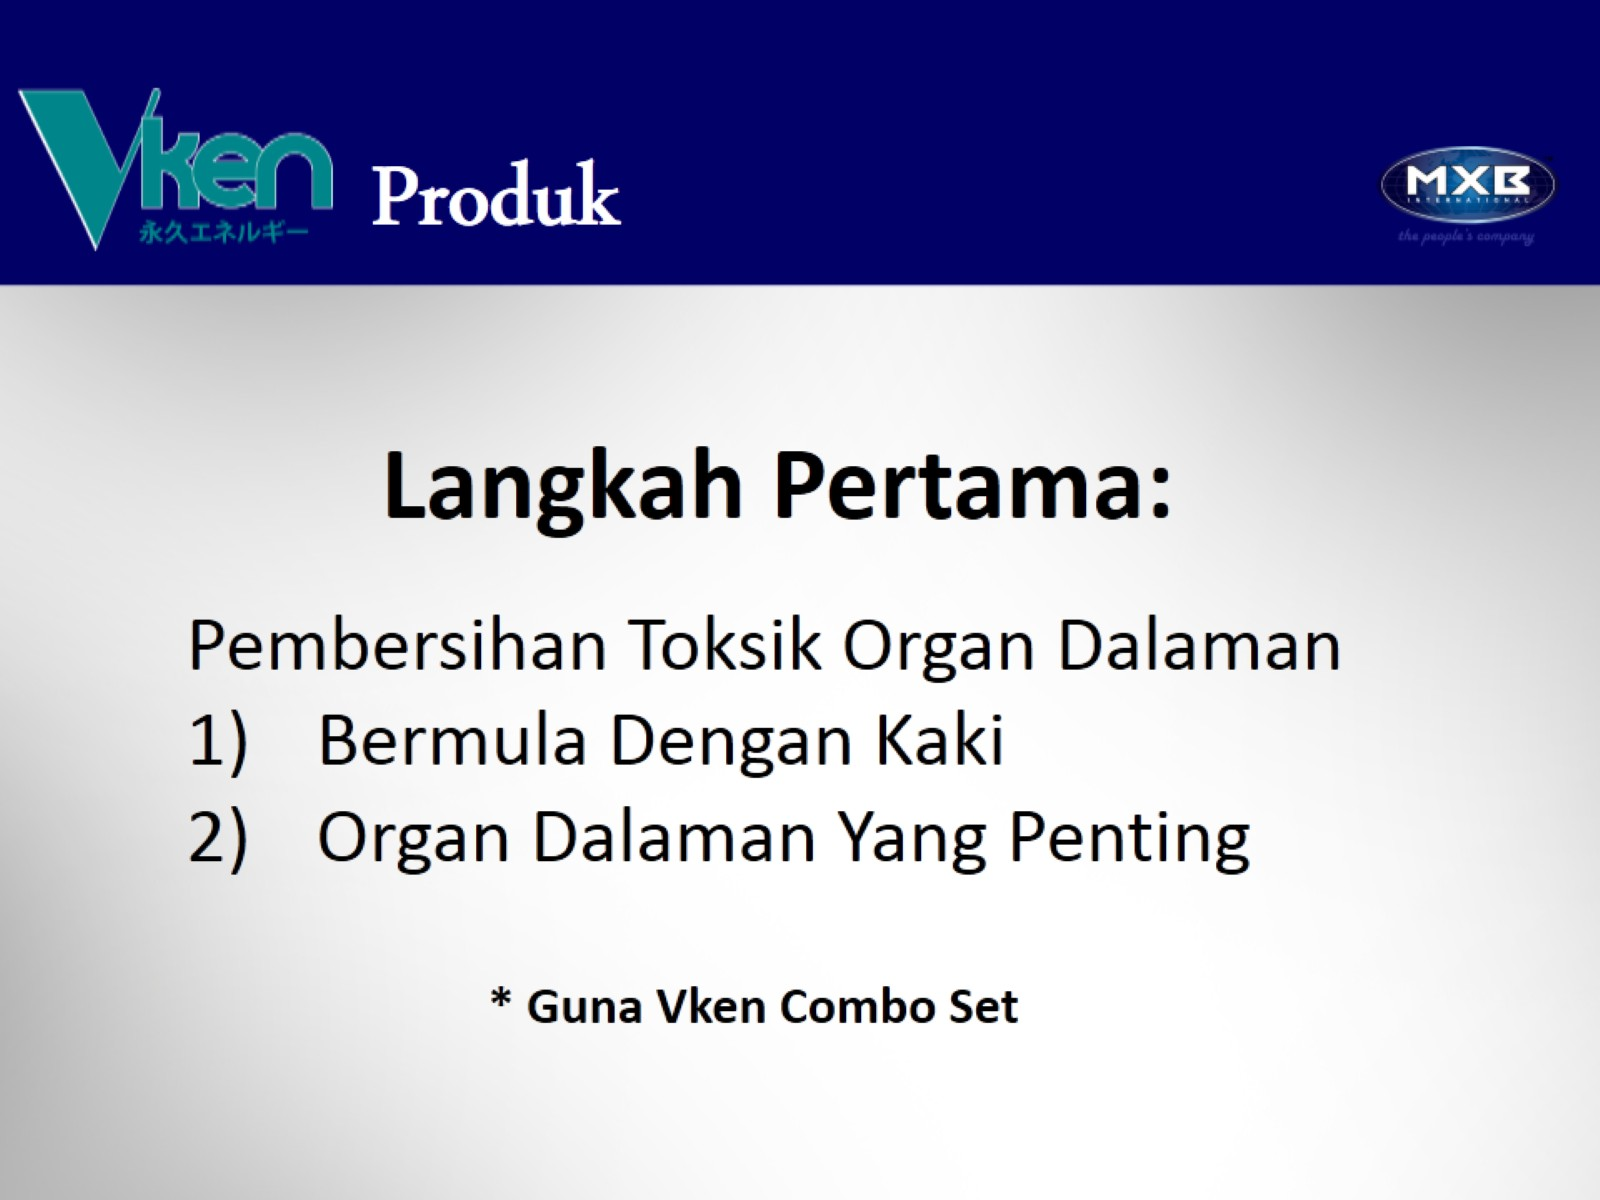 Vken
永久エネルギー
Produk
MXB
INTERNATIONAL
the people's company
Langkah Pertama:
Pembersihan Toksik Organ Dalaman
1) Bermula Dengan Kaki
2) Organ Dalaman Yang Penting
* Guna Vken Combo Set